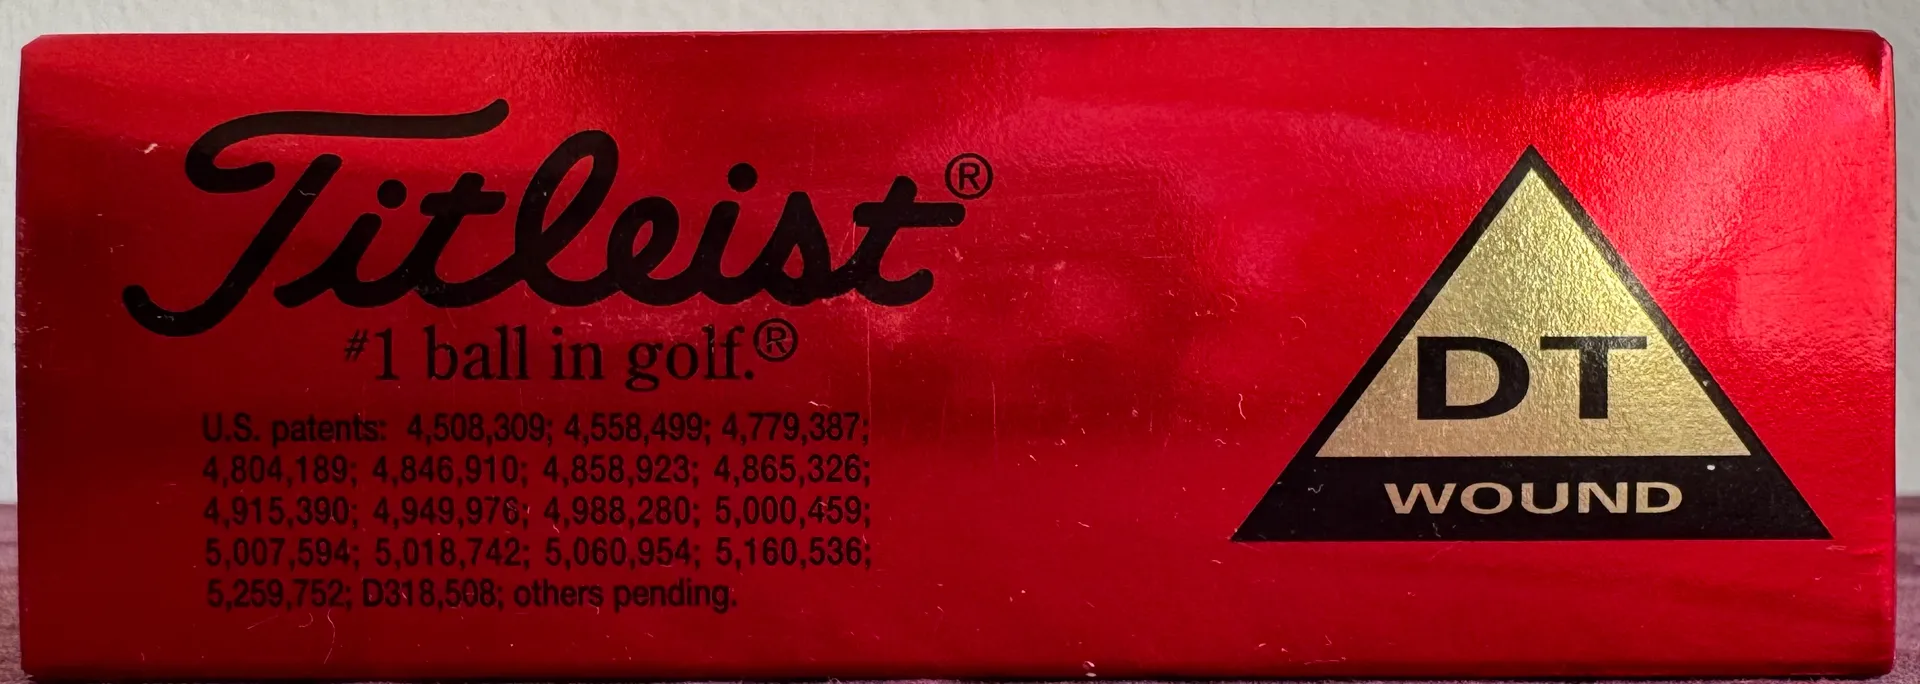 Titleist®
#1 ball in golf.®
U.S. patents: 4,508,309; 4,558,499; 4,779,387;
4,804,189; 4,846,910; 4,858,923; 4,865,326;
4,915,390; 4,949,976; 4,988,280; 5,000,459;
5,007,594; 5,018,742; 5,060,954; 5,160,536;
5,259,752; D318,508; others pending.
DT
WOUND